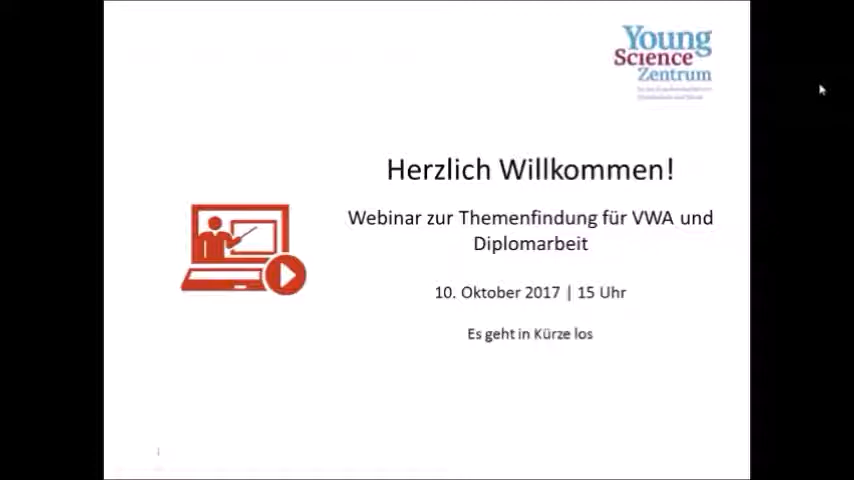 Young
Science
Zentrum
Herzlich Willkommen!
Webinar zur Themenfindung für VWA und
Diplomarbeit
10. Oktober 2017 | 15 Uhr
Es geht in Kürze los